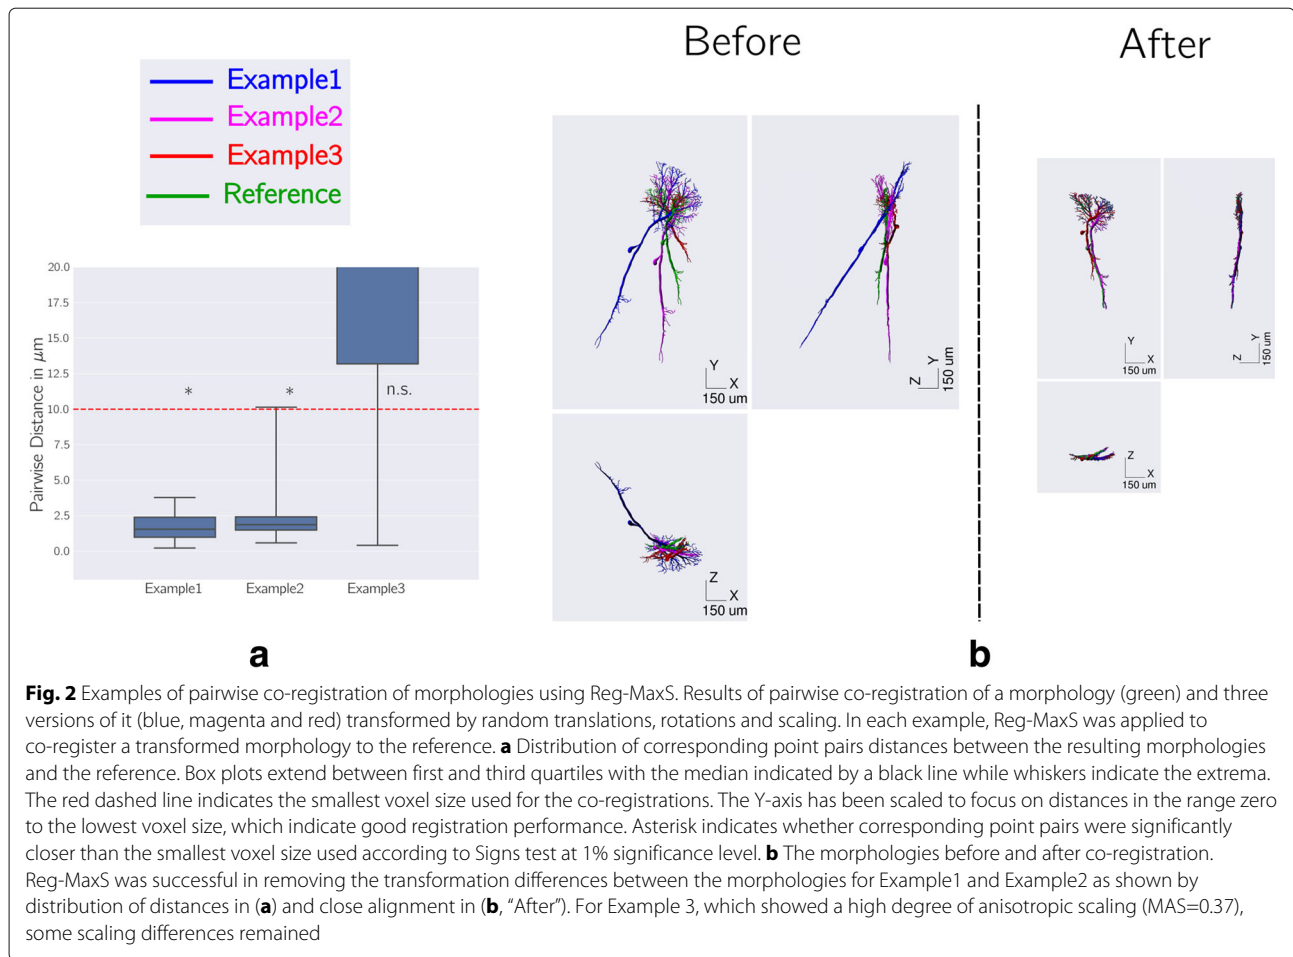 Before
After
Example1
Example2
Example3
Reference
20.0
17.5
15.0
12.5
10.0
7.5
5.0
2.5
0.0
Pairwise Distance in μm
*
*
n.s.
Example1
Example2
Example3
Y
X
150 um
Z
Y
150 um
Z
X
150 um
Y
X
150 um
Z
Y
150 um
Z
X
150 um
a
b
Fig. 2 Examples of pairwise co-registration of morphologies using Reg-MaxS. Results of pairwise co-registration of a morphology (green) and three
versions of it (blue, magenta and red) transformed by random translations, rotations and scaling. In each example, Reg-MaxS was applied to
co-register a transformed morphology to the reference. a Distribution of corresponding point pairs distances between the resulting morphologies
and the reference. Box plots extend between first and third quartiles with the median indicated by a black line while whiskers indicate the extrema.
The red dashed line indicates the smallest voxel size used for the co-registrations. The Y-axis has been scaled to focus on distances in the range zero
to the lowest voxel size, which indicate good registration performance. Asterisk indicates whether corresponding point pairs were significantly
closer than the smallest voxel size used according to Signs test at 1% significance level. b The morphologies before and after co-registration.
Reg-MaxS was successful in removing the transformation differences between the morphologies for Example1 and Example2 as shown by
distribution of distances in (a) and close alignment in (b, “After”). For Example 3, which showed a high degree of anisotropic scaling (MAS=0.37),
some scaling differences remained